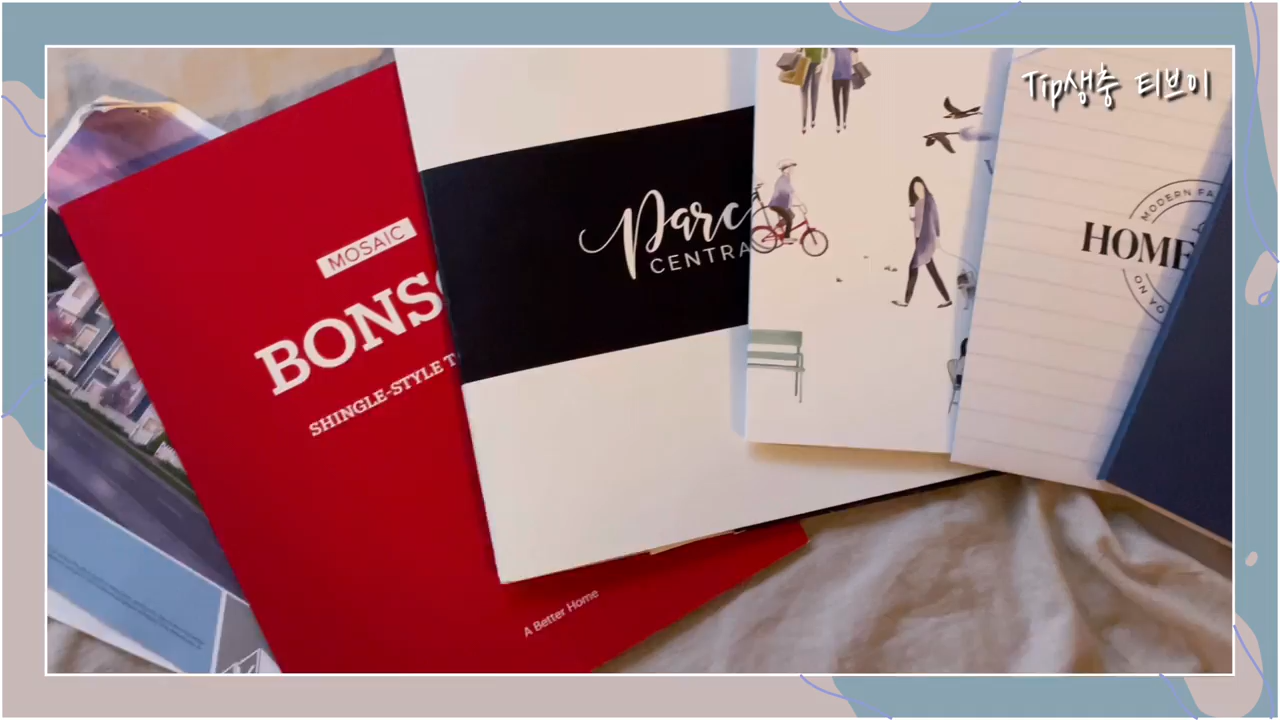 Tip생충 티브이
MOSAIC
BONS
SHINGLE-STYLE
A Better Home
Parc
CENTRA
MODERN FA
HOME